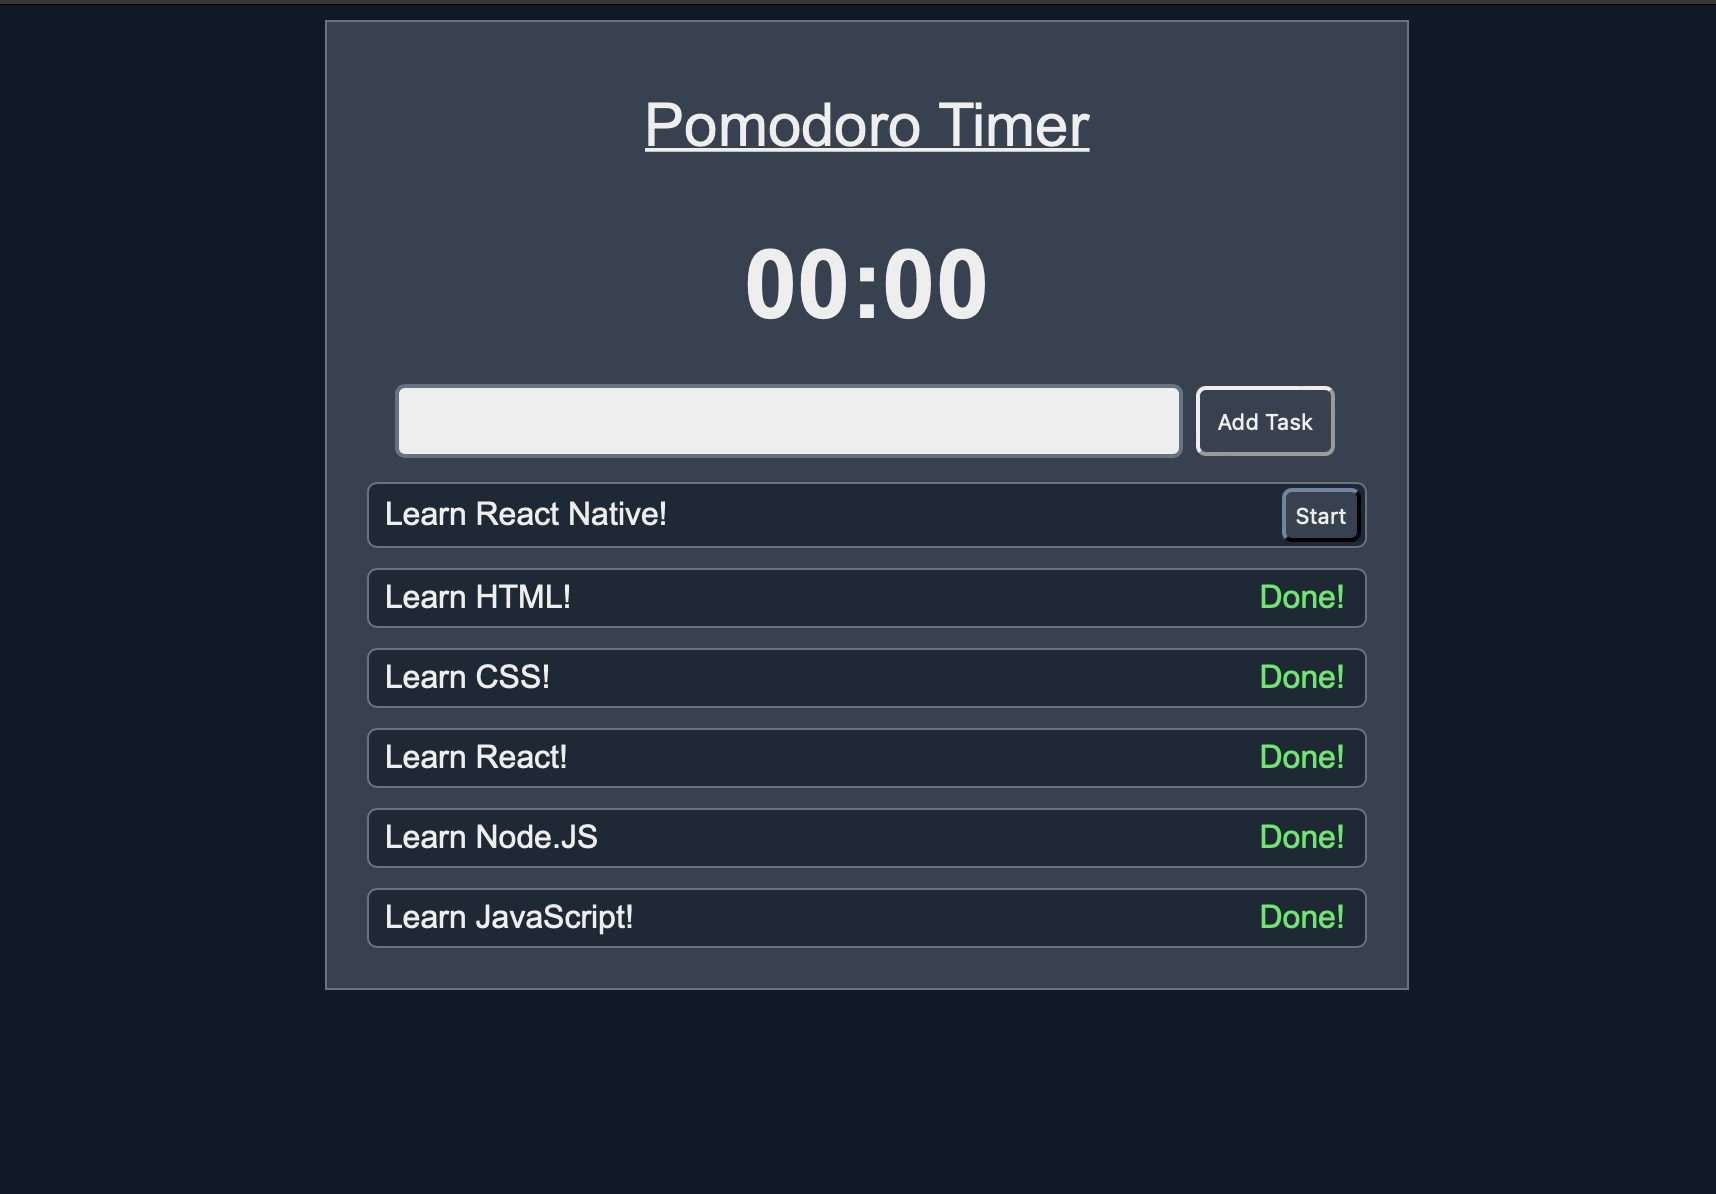 Pomodoro Timer
00:00
Add Task
Learn React Native! Start
Learn HTML! Done!
Learn CSS! Done!
Learn React! Done!
Learn Node.JS Done!
Learn JavaScript! Done!